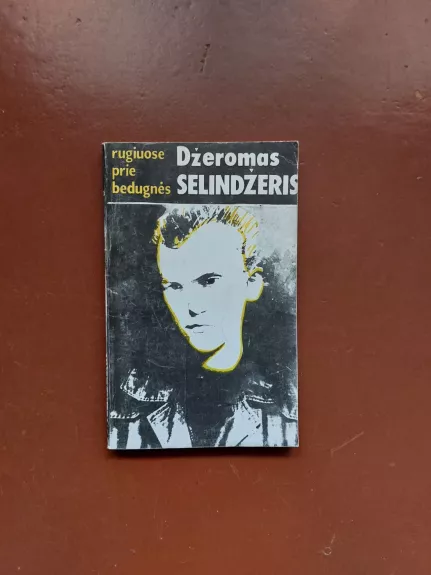 rugiuose
prie
bedugnės
Džeromas
SELINDŽERIS